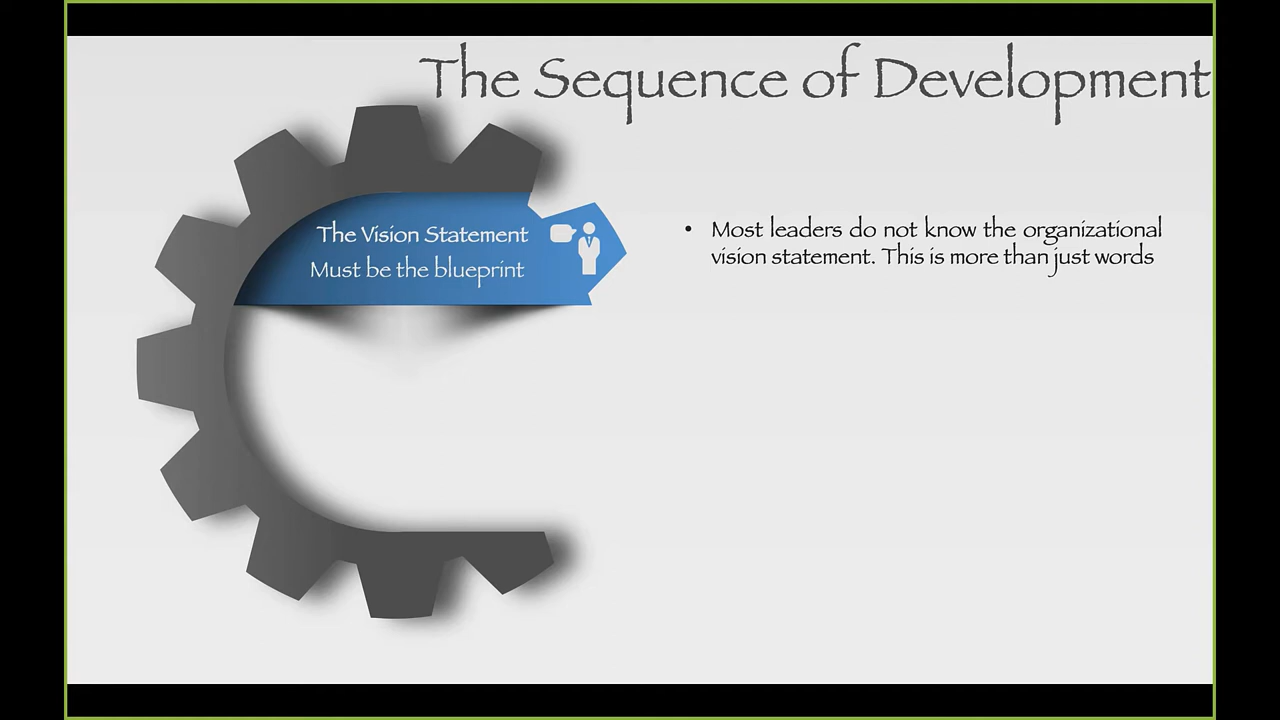 The Sequence of Development
The Vision Statement
Must be the blueprint
• Most leaders do not know the organizational
vision statement. This is more than just words